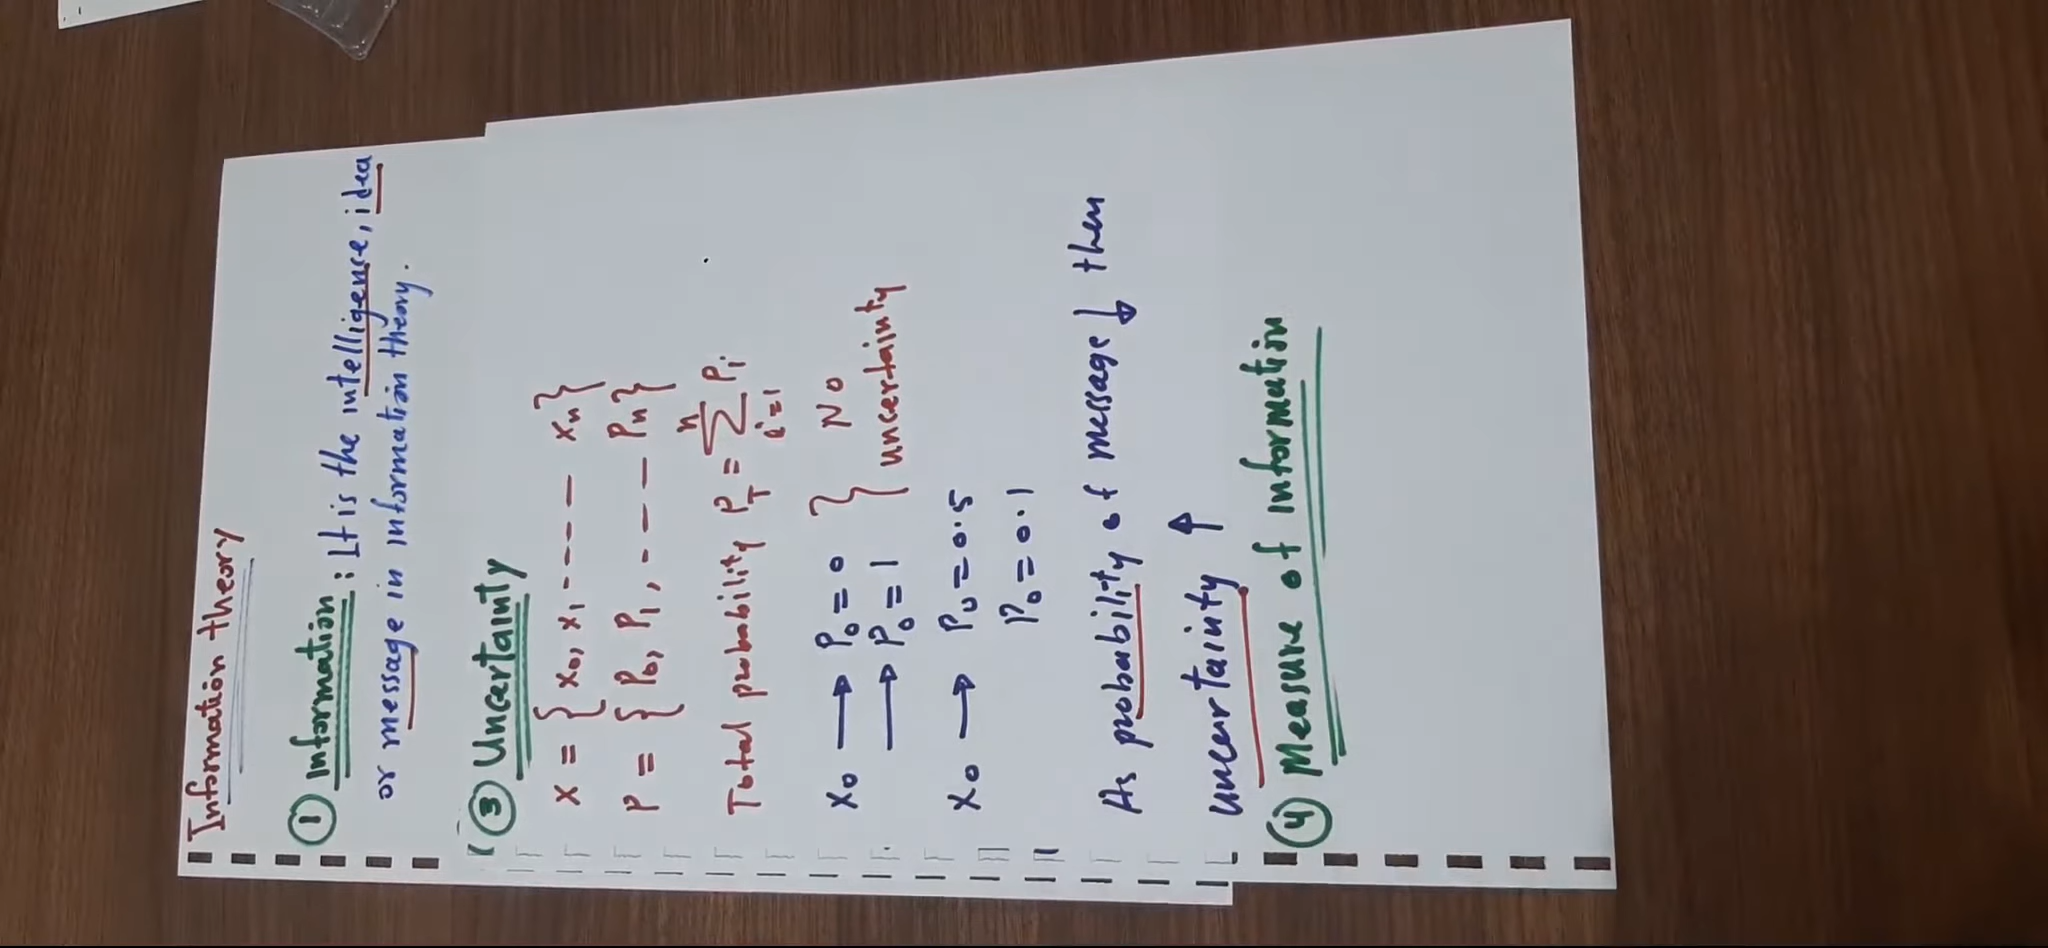 Information theory
① Information : It is the intelligence, idea
or message in information theory.
③ Uncertainty
X = { x0, x1, ---- xn }
P = { P0, P1, ---- Pn }
Total probability PT = n∑i=1 Pi
x0 → P0 = 0 } No
→ P0 = 1 } uncertainty
x0 → P0 = 0.5
P0 = 0.1
As probability of message ↓ then
uncertainty ↑
④ Measure of Information